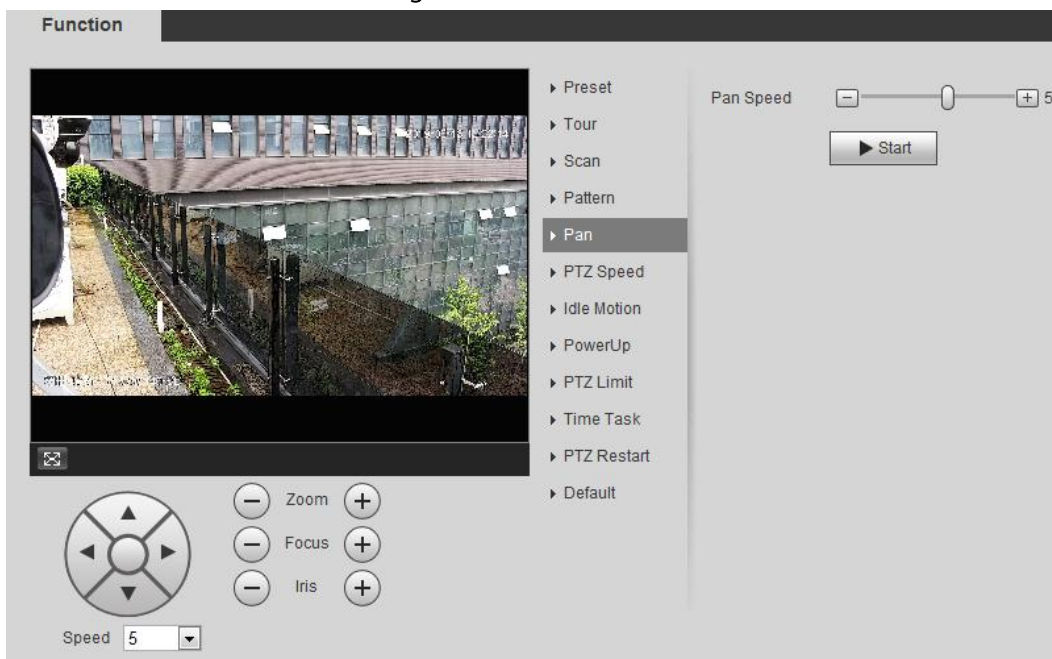 Function
Preset
Tour
Scan
Pattern
Pan
PTZ Speed
Idle Motion
PowerUp
PTZ Limit
Time Task
PTZ Restart
Default
Pan Speed
5
Start
Zoom
Focus
Iris
Speed 5